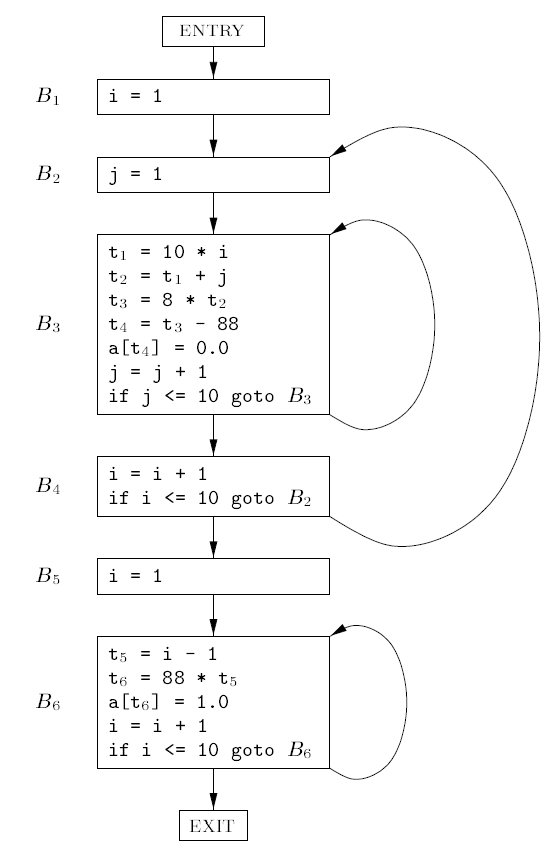 ENTRY
B₁ i = 1
B₂ j = 1
t₁ = 10 * i
t₂ = t₁ + j
t₃ = 8 * t₂
B₃ t₄ = t₃ - 88
a[t₄] = 0.0
j = j + 1
if j <= 10 goto B₃
i = i + 1
B₄
if i <= 10 goto B₂
B₅ i = 1
t₅ = i - 1
t₆ = 88 * t₅
B₆ a[t₆] = 1.0
i = i + 1
if i <= 10 goto B₆
EXIT